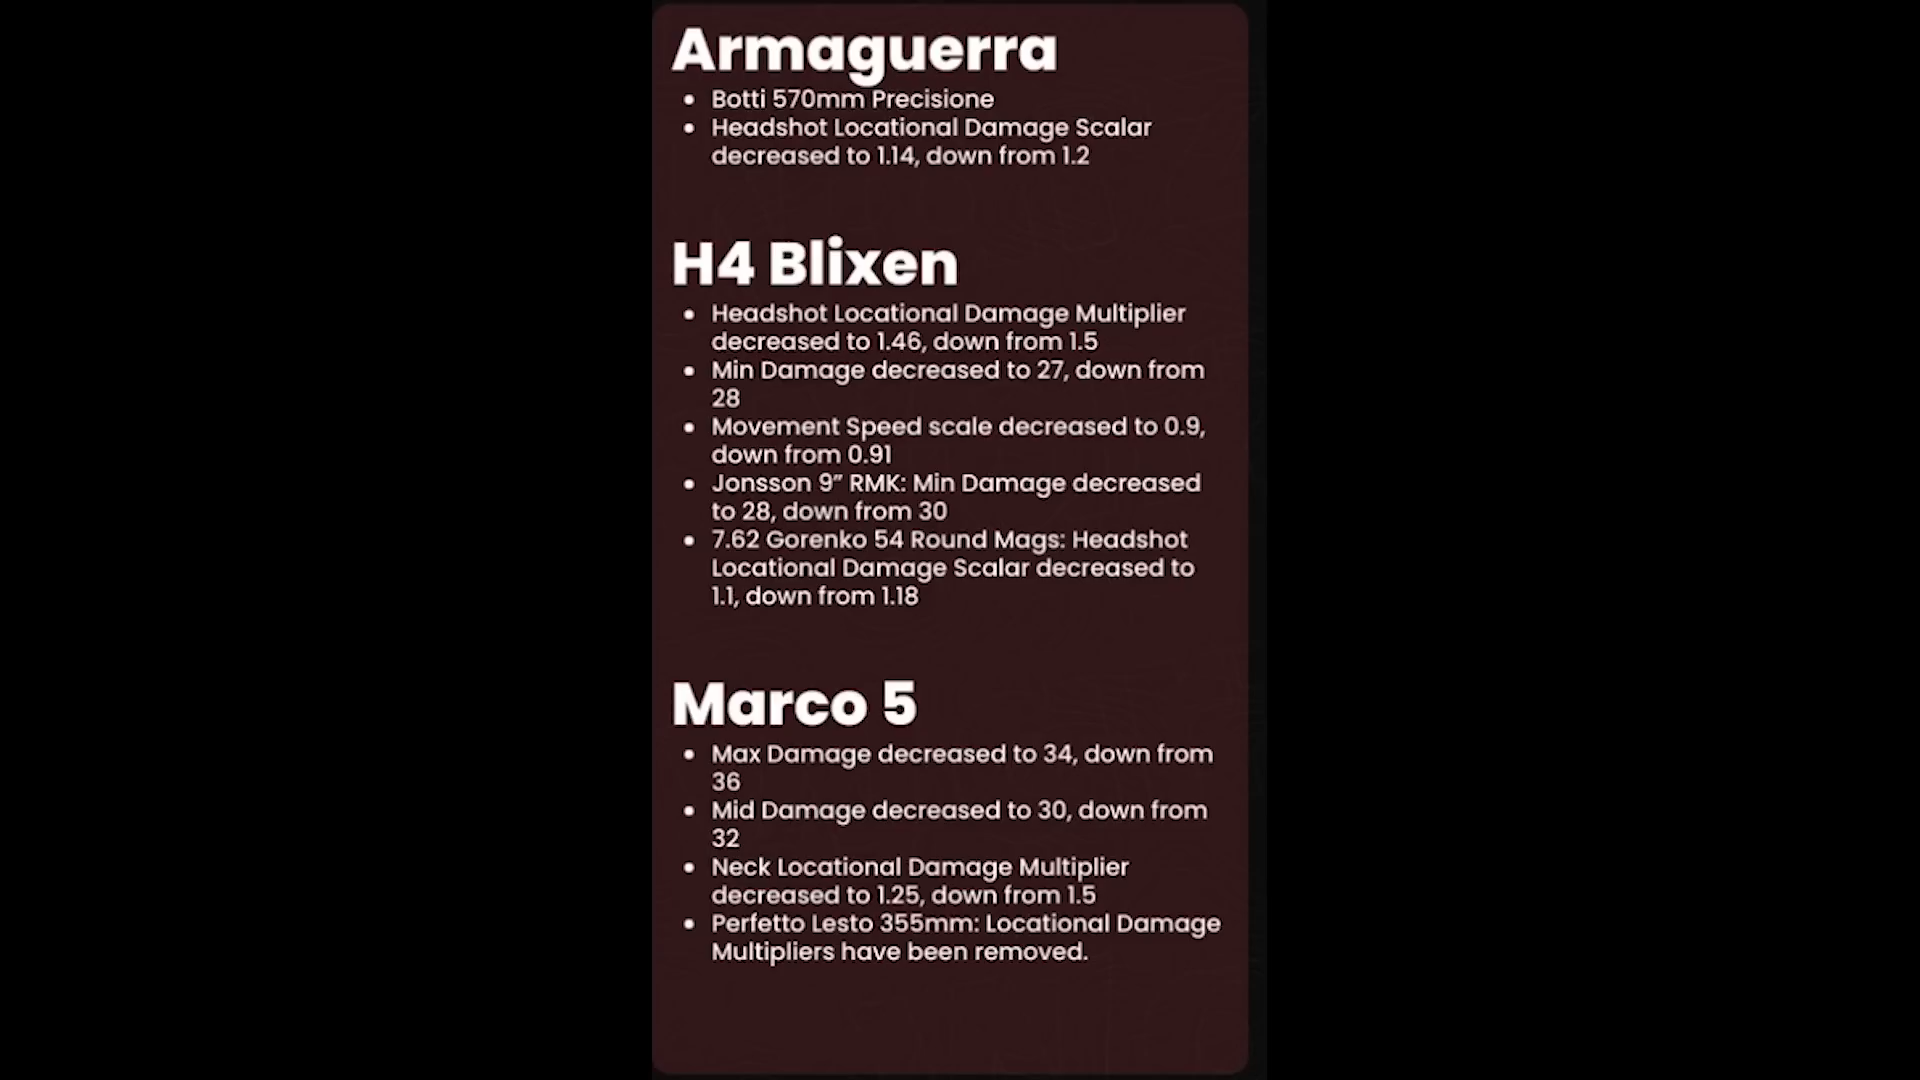 Armaguerra
• Botti 570mm Precisione
• Headshot Locational Damage Scalar
decreased to 1.14, down from 1.2
H4 Blixen
• Headshot Locational Damage Multiplier
decreased to 1.46, down from 1.5
• Min Damage decreased to 27, down from
28
• Movement Speed scale decreased to 0.9,
down from 0.91
• Jonsson 9” RMK: Min Damage decreased
to 28, down from 30
• 7.62 Gorenko 54 Round Mags: Headshot
Locational Damage Scalar decreased to
1.1, down from 1.18
Marco 5
• Max Damage decreased to 34, down from
36
• Mid Damage decreased to 30, down from
32
• Neck Locational Damage Multiplier
decreased to 1.25, down from 1.5
• Perfetto Lesto 355mm: Locational Damage
Multipliers have been removed.